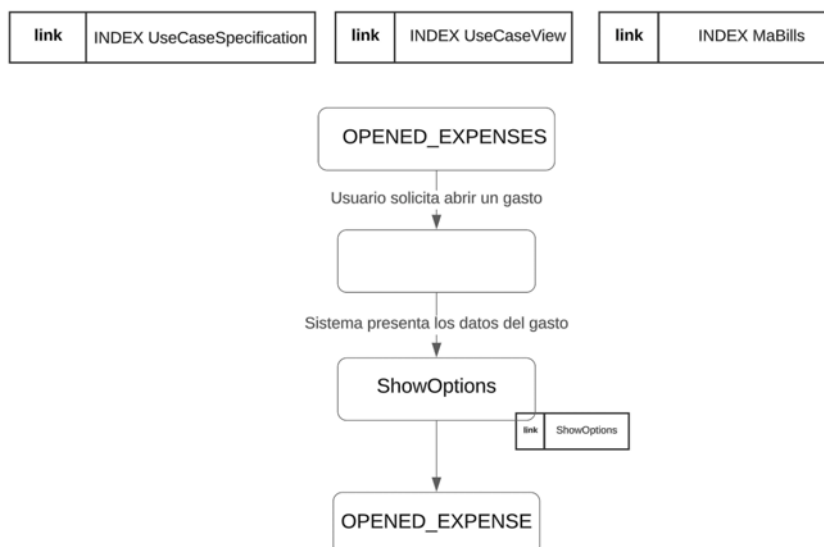 link INDEX UseCaseSpecification
link INDEX UseCaseView
link INDEX MaBills
OPENED_EXPENSES
Usuario solicita abrir un gasto
Sistema presenta los datos del gasto
ShowOptions
link ShowOptions
OPENED_EXPENSE